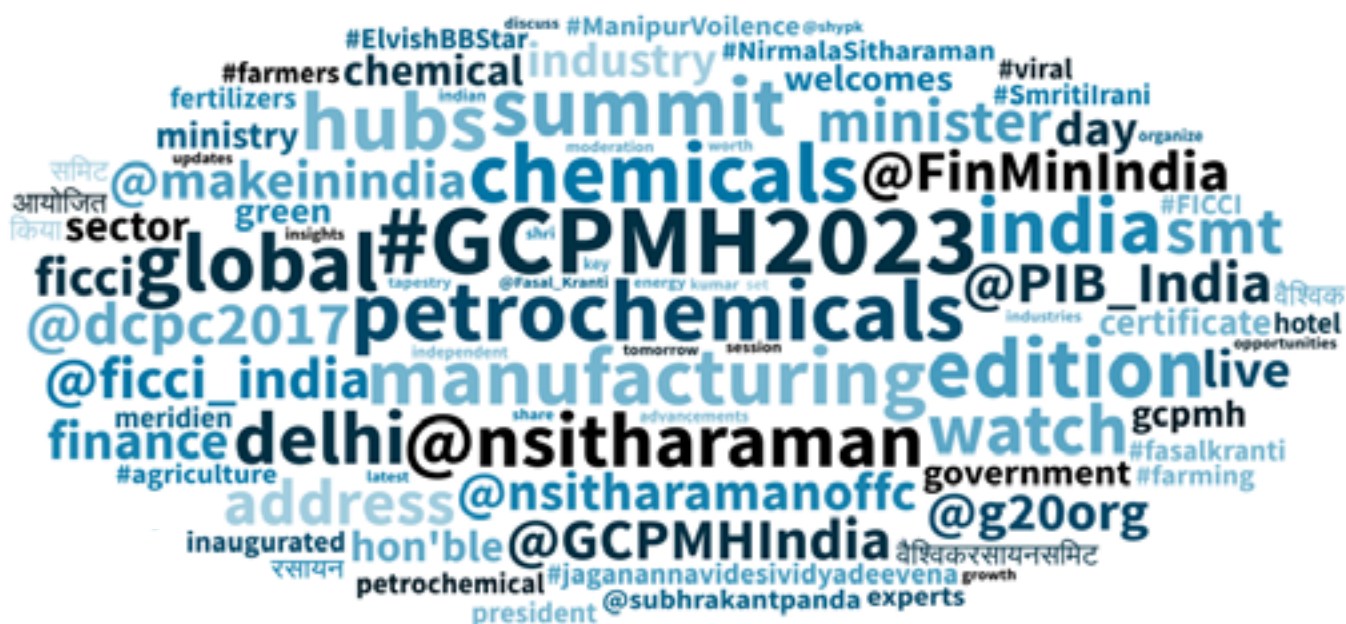 discuss #ManipurVoilence @shypk
#ElvishBBStar industry #NirmalaSitharaman
#farmers chemical welcomes #viral
fertilizers hubs indian summit #SmritiIrani
ministry minister day organize
समिट updates moderation worth
@makeinindia chemicals @FinMinIndia
आयोजित green #FICCI
किया sector insights #GCPMH2023 india smt
ficci global shri key @PIB_India वैश्विक
tapestry @Fasal_Kranti energy kumar set
@dcpc2017 petrochemicals industries certificate hotel
independent tomorrow session opportunities
@ficci_india manufacturing edition live
meridien share advancements gcpmh
finance delhi @nsitharaman watch #fasalkranti
#agriculture latest government #farming
address @nsitharamanoffc @g20org
inaugurated hon'ble @GCPMHIndia वैश्विकरसायनसमिट
रसायन petrochemical #jaganannavidesividyadeevena growth
president @subhrakantpanda experts